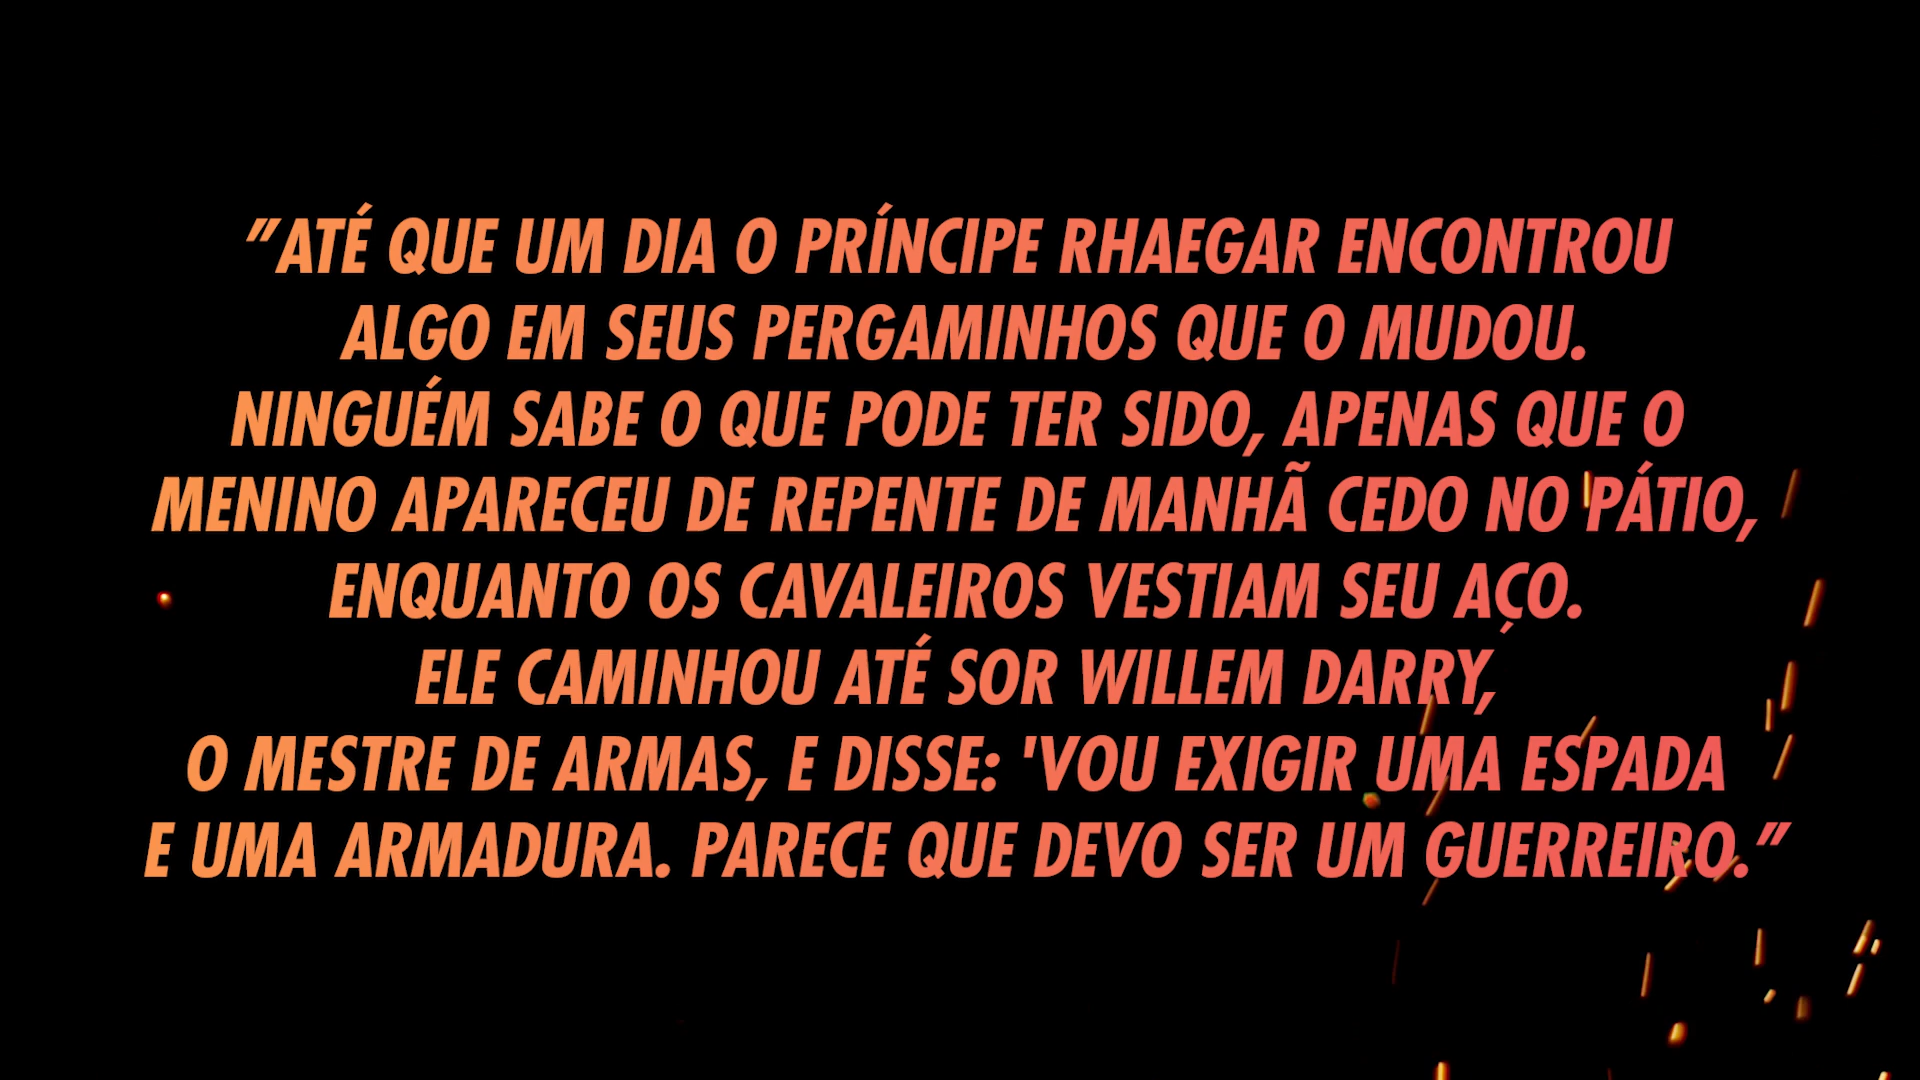 "ATÉ QUE UM DIA O PRÍNCIPE RHAEGAR ENCONTROU
ALGO EM SEUS PERGAMINHOS QUE O MUDOU.
NINGUÉM SABE O QUE PODE TER SIDO, APENAS QUE O
MENINO APARECEU DE REPENTE DE MANHÃ CEDO NO PÁTIO,
ENQUANTO OS CAVALEIROS VESTIAM SEU AÇO.
ELE CAMINHOU ATÉ SOR WILLEM DARRY,
O MESTRE DE ARMAS, E DISSE: 'VOU EXIGIR UMA ESPADA
E UMA ARMADURA. PARECE QUE DEVO SER UM GUERREIRO."